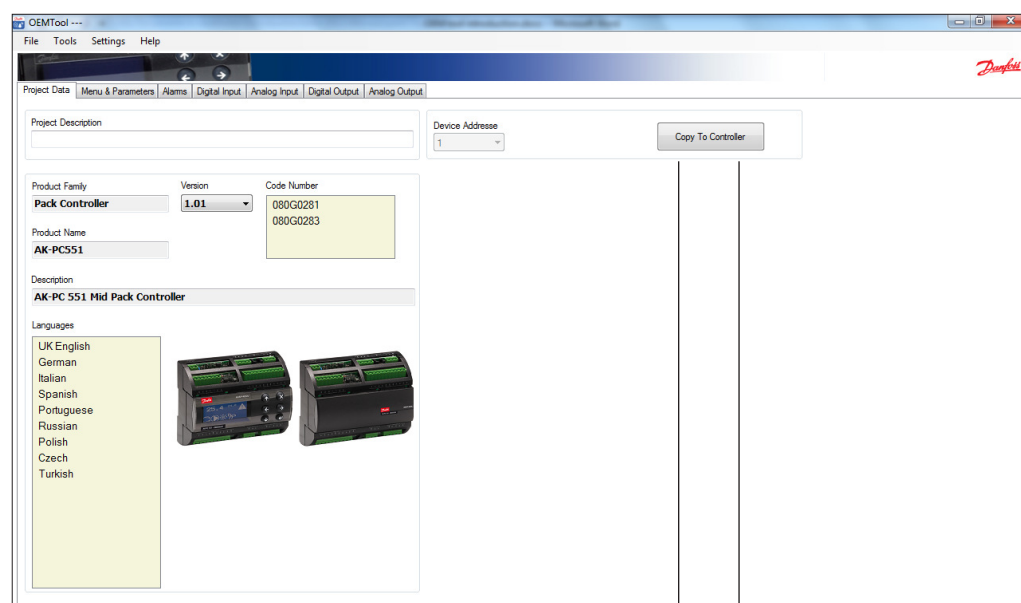 OEMTool ---
File Tools Settings Help
Danfoss
Project Data Menu & Parameters Alarms Digital Input Analog Input Digital Output Analog Output
Project Description
Device Addresse
1
Copy To Controller
Product Family
Version
Code Number
Pack Controller
1.01
080G0281
080G0283
Product Name
AK-PC551
Description
AK-PC 551 Mid Pack Controller
Languages
UK English
German
Italian
Spanish
Portuguese
Russian
Polish
Czech
Turkish